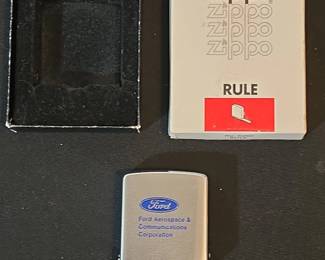 zippo
zippo
zippo
RULE
Ford
Ford Aerospace &
Communications
Corporation